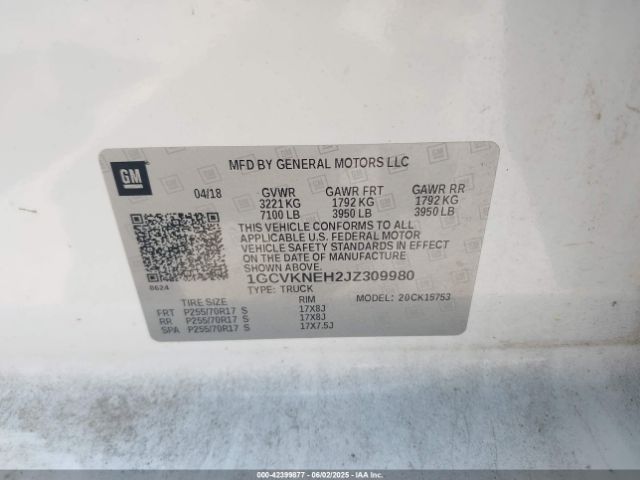 GM
MFD BY GENERAL MOTORS LLC
04/18 GVWR GAWR FRT GAWR RR
3221 KG 1792 KG 1792 KG
7100 LB 3950 LB 3950 LB
THIS VEHICLE CONFORMS TO ALL
APPLICABLE U.S. FEDERAL MOTOR
VEHICLE SAFETY STANDARDS IN EFFECT
ON THE DATE OF MANUFACTURE
SHOWN ABOVE.
1GCVKNEH2JZ309980
0624
TYPE: TRUCK MODEL: 20CK15753
TIRE SIZE RIM
FRT P255/70R17 S 17X8J
RR P255/70R17 S 17X8J
SPA P255/70R17 S 17X7.5J
000-42399877 06/02/2025 IAA Holdings, LLC